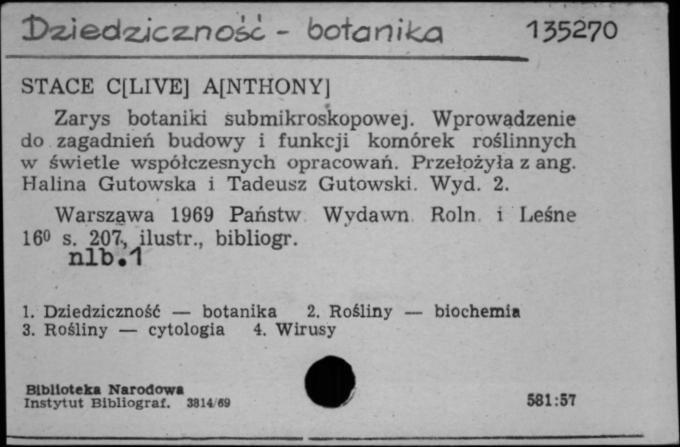 Dziedziczność - botanika 135270
STACE C[LIVE] A[NTHONY]
Zarys botaniki submikroskopowej. Wprowadzenie
do zagadnień budowy i funkcji komórek roślinnych
w świetle współczesnych opracowań. Przełożyła z ang.
Halina Gutowska i Tadeusz Gutowski. Wyd. 2.
Warszawa 1969 Państw. Wydawn. Roln. i Leśne
16⁰ s. 207, ilustr., bibliogr.
nlb. 1
1. Dziedziczność — botanika 2. Rośliny — biochemia
3. Rośliny — cytologia 4. Wirusy
Biblioteka Narodowa
Instytut Bibliograf. 3814/69 581:57